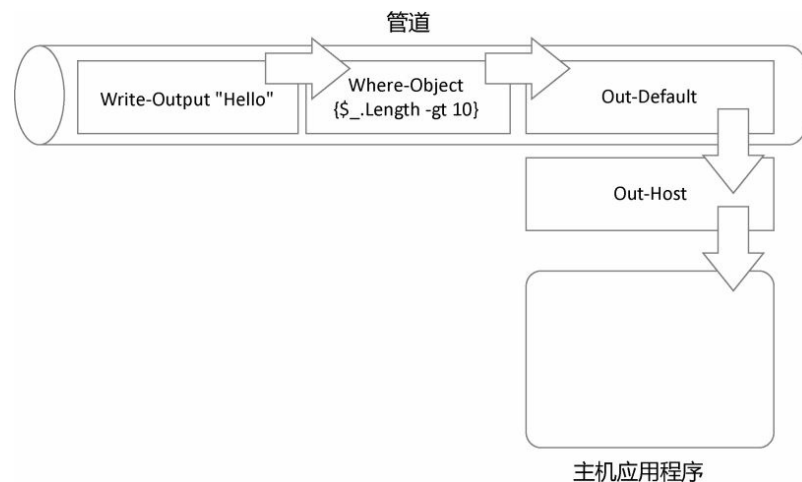 管道
Write-Output "Hello"
Where-Object
{$_.Length -gt 10}
Out-Default
Out-Host
主机应用程序